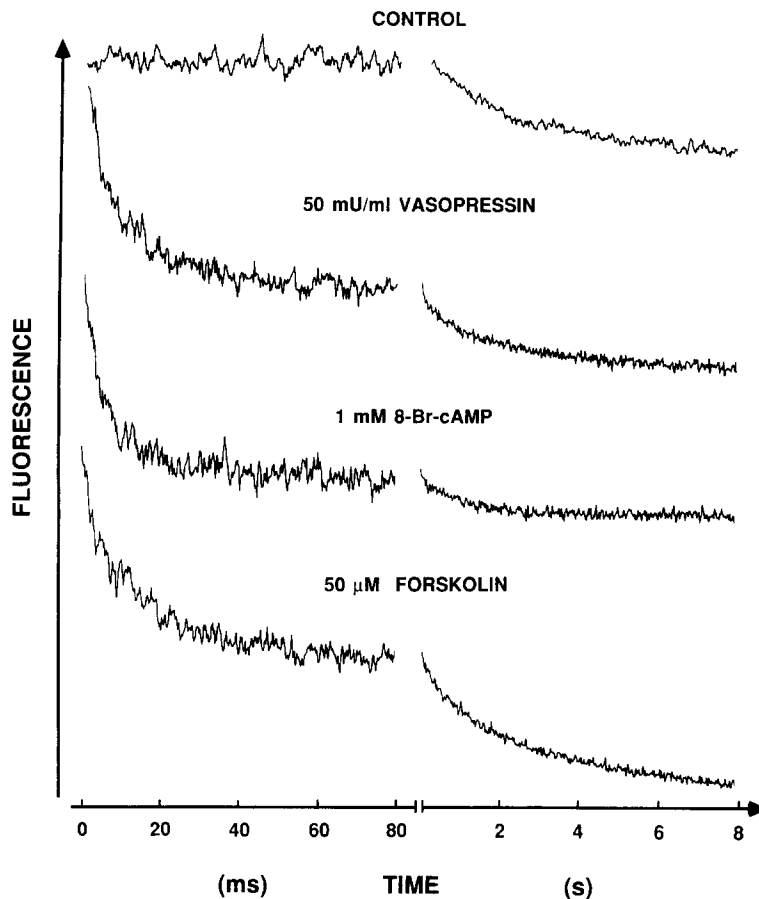 CONTROL
50 mU/ml VASOPRESSIN
1 mM 8-Br-cAMP
50 μM FORSKOLIN
FLUORESCENCE
0 20 40 60 80 2 4 6 8
(ms) TIME (s)